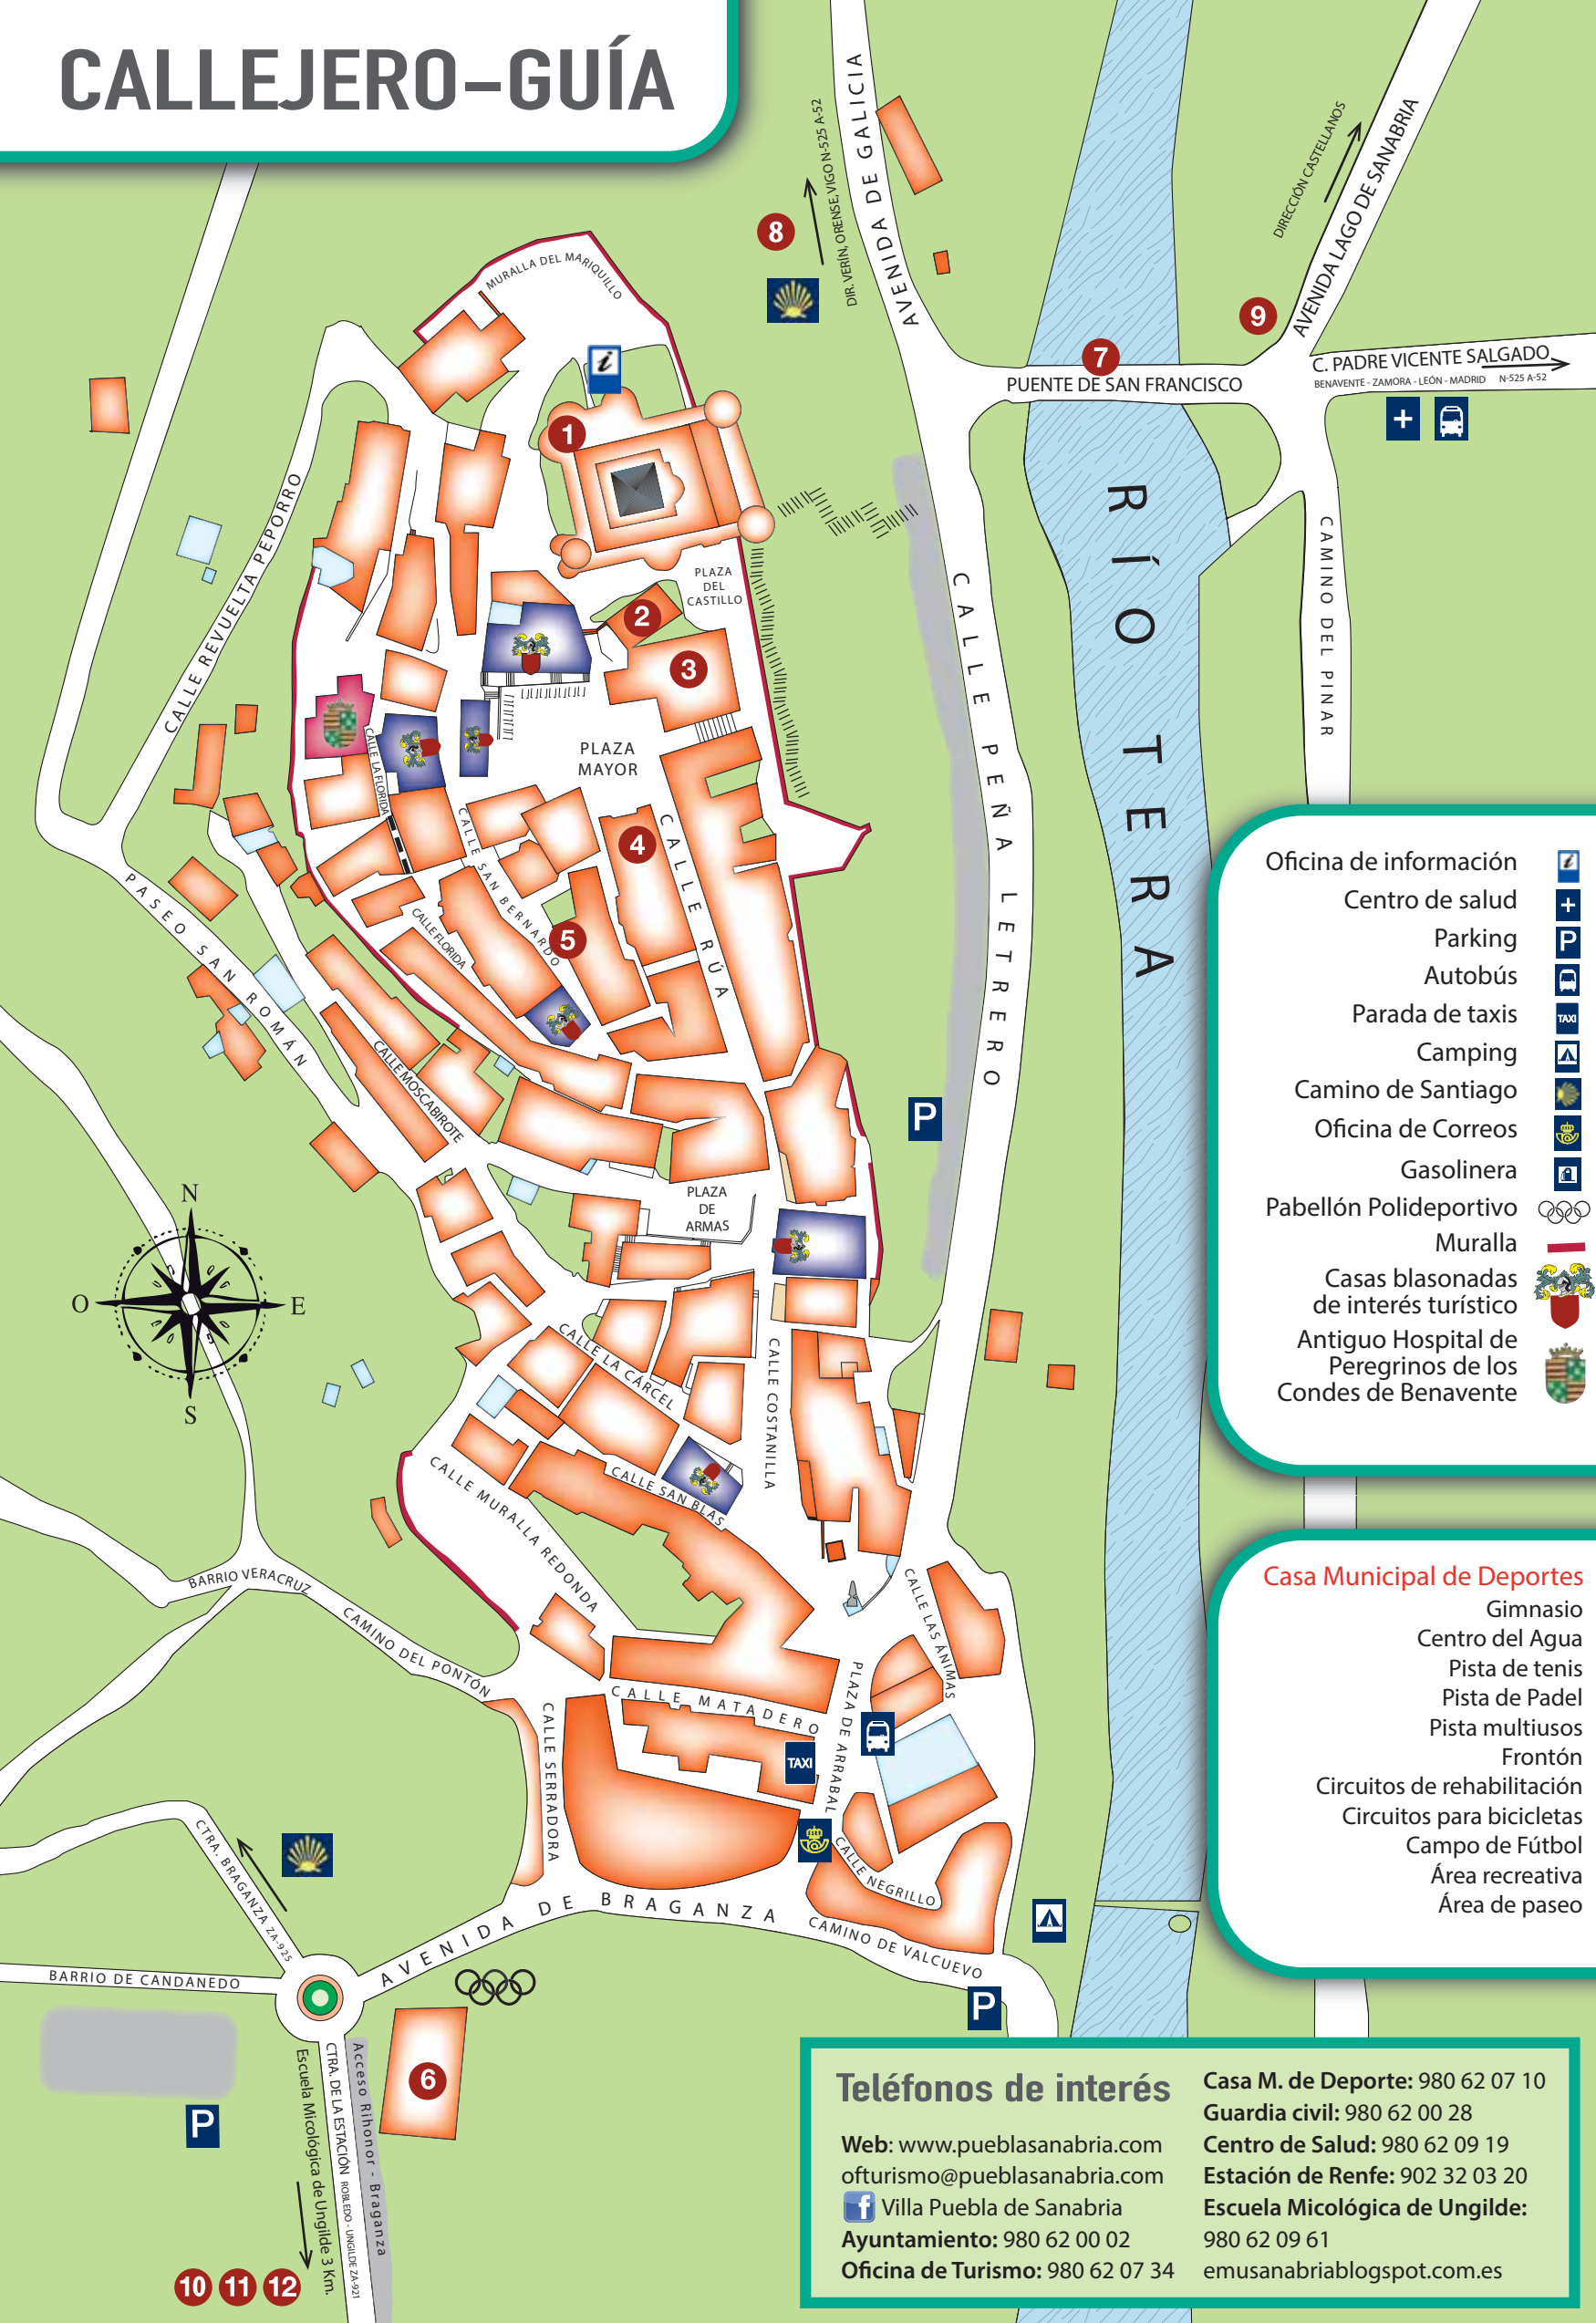 CALLEJERO–GUÍA
AVENIDA DE GALICIA
DIR. VERÍN, ORENSE, VIGO N-525 A-52
DIRECCIÓN CASTELLANOS
AVENIDA LAGO DE SANABRIA
8
9
7
PUENTE DE SAN FRANCISCO
C. PADRE VICENTE SALGADO
BENAVENTE - ZAMORA - LEÓN - MADRID N-525 A-52
MURALLA DEL MARIQUILLO
i
1
CALLE REVUELTA PEPORRO
RÍO TERA
CAMINO DEL PINAR
CALLE PEÑA LETRERO
PLAZA
DEL
CASTILLO
2
3
PLAZA
MAYOR
CALLE LA FLORIDA
CALLE SAN BERNARDO
4
CALLE RÚA
5
CALLE FLORIDA
PASEO SAN ROMÁN
CALLE MOSCABIROTE
P
PLAZA
DE
ARMAS
N
O
E
S
CALLE LA CÁRCEL
CALLE COSTANILLA
CALLE SAN BLAS
CALLE MURALLA REDONDA
BARRIO VERACRUZ
CAMINO DEL PONTÓN
CALLE LAS ÁNIMAS
CALLE MATADERO
PLAZA DE ARRABAL
TAXI
CALLE SERRADORA
CALLE NEGRILLO
CTRA. BRAGANZA ZA-925
AVENIDA DE BRAGANZA
CAMINO DE VALCUEVO
BARRIO DE CANDANEDO
P
P
6
Acceso Rihonor - Braganza
CTRA. DE LA ESTACIÓN ROBLEDO - UNGILDE ZA-921
Escuela Micológica de Ungilde 3 Km.
10 11 12
Oficina de información
Centro de salud
Parking P
Autobús
Parada de taxis TAXI
Camping
Camino de Santiago
Oficina de Correos
Gasolinera
Pabellón Polideportivo
Muralla
Casas blasonadas
de interés turístico
Antiguo Hospital de
Peregrinos de los
Condes de Benavente
Casa Municipal de Deportes
Gimnasio
Centro del Agua
Pista de tenis
Pista de Padel
Pista multiusos
Frontón
Circuitos de rehabilitación
Circuitos para bicicletas
Campo de Fútbol
Área recreativa
Área de paseo
Teléfonos de interés
Web: www.pueblasanabria.com
ofturismo@pueblasanabria.com
f Villa Puebla de Sanabria
Ayuntamiento: 980 62 00 02
Oficina de Turismo: 980 62 07 34
Casa M. de Deporte: 980 62 07 10
Guardia civil: 980 62 00 28
Centro de Salud: 980 62 09 19
Estación de Renfe: 902 32 03 20
Escuela Micológica de Ungilde:
980 62 09 61
emusanabriablogspot.com.es